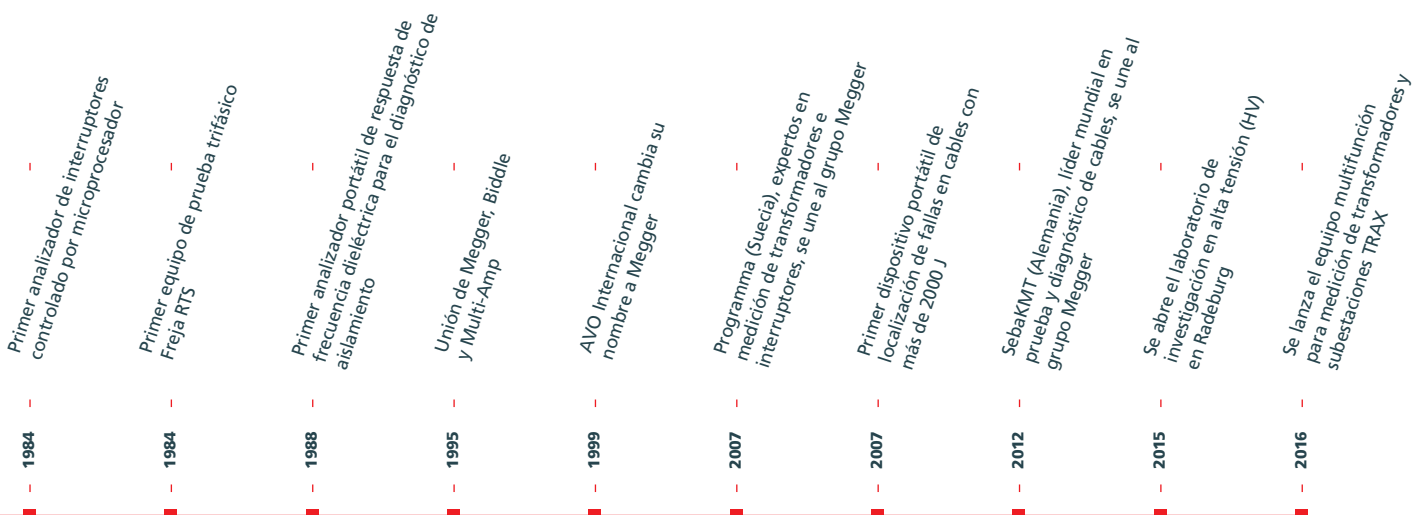 Primer analizador de interruptores
controlado por microprocesador
1984
Primer equipo de prueba trifásico
Freja RTS
1984
Primer analizador portátil de respuesta de
frecuencia dieléctrica para el diagnóstico de
aislamiento
1988
Unión de Megger, Biddle
y Multi-Amp
1995
AVO Internacional cambia su
nombre a Megger
1999
Programma (Suecia), expertos en
medición de transformadores e
interruptores, se une al grupo Megger
2007
Primer dispositivo portátil de
localización de fallas en cables con
más de 2000 J
2007
SebaKMT (Alemania), líder mundial en
prueba y diagnóstico de cables, se une al
grupo Megger
2012
Se abre el laboratorio de
investigación en alta tensión (HV)
en Radeburg
2015
Se lanza el equipo multifunción
para medición de transformadores y
subestaciones TRAX
2016